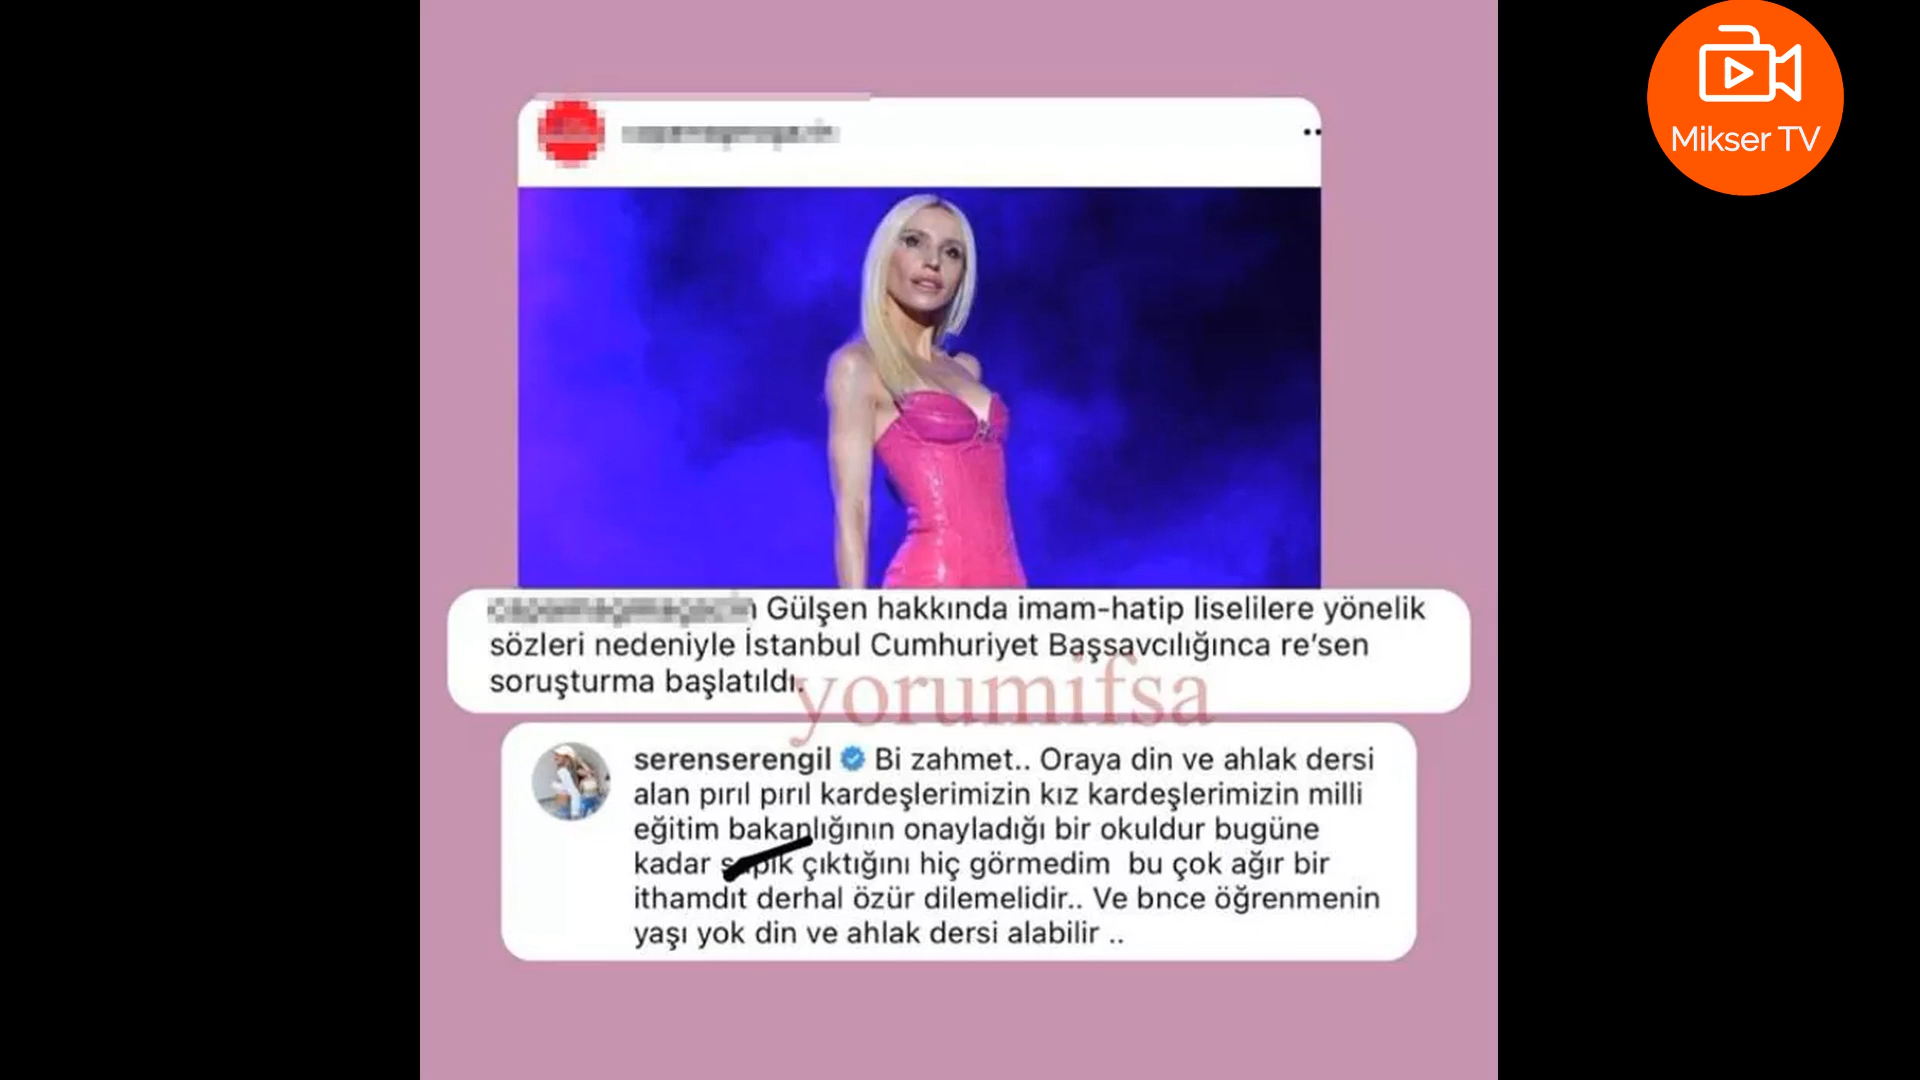 Mikser TV
Gülşen hakkında imam-hatip liselilere yönelik
sözleri nedeniyle İstanbul Cumhuriyet Başsavcılığınca re'sen
soruşturma başlatıldı.
yorumifsa
serenserengil Bi zahmet.. Oraya din ve ahlak dersi
alan pırıl pırıl kardeşlerimizin kız kardeşlerimizin milli
eğitim bakanlığının onayladığı bir okuldur bugüne
kadar çıktığını hiç görmedim bu çok ağır bir
ithamdıt derhal özür dilemelidir.. Ve bnce öğrenmenin
yaşı yok din ve ahlak dersi alabilir ..